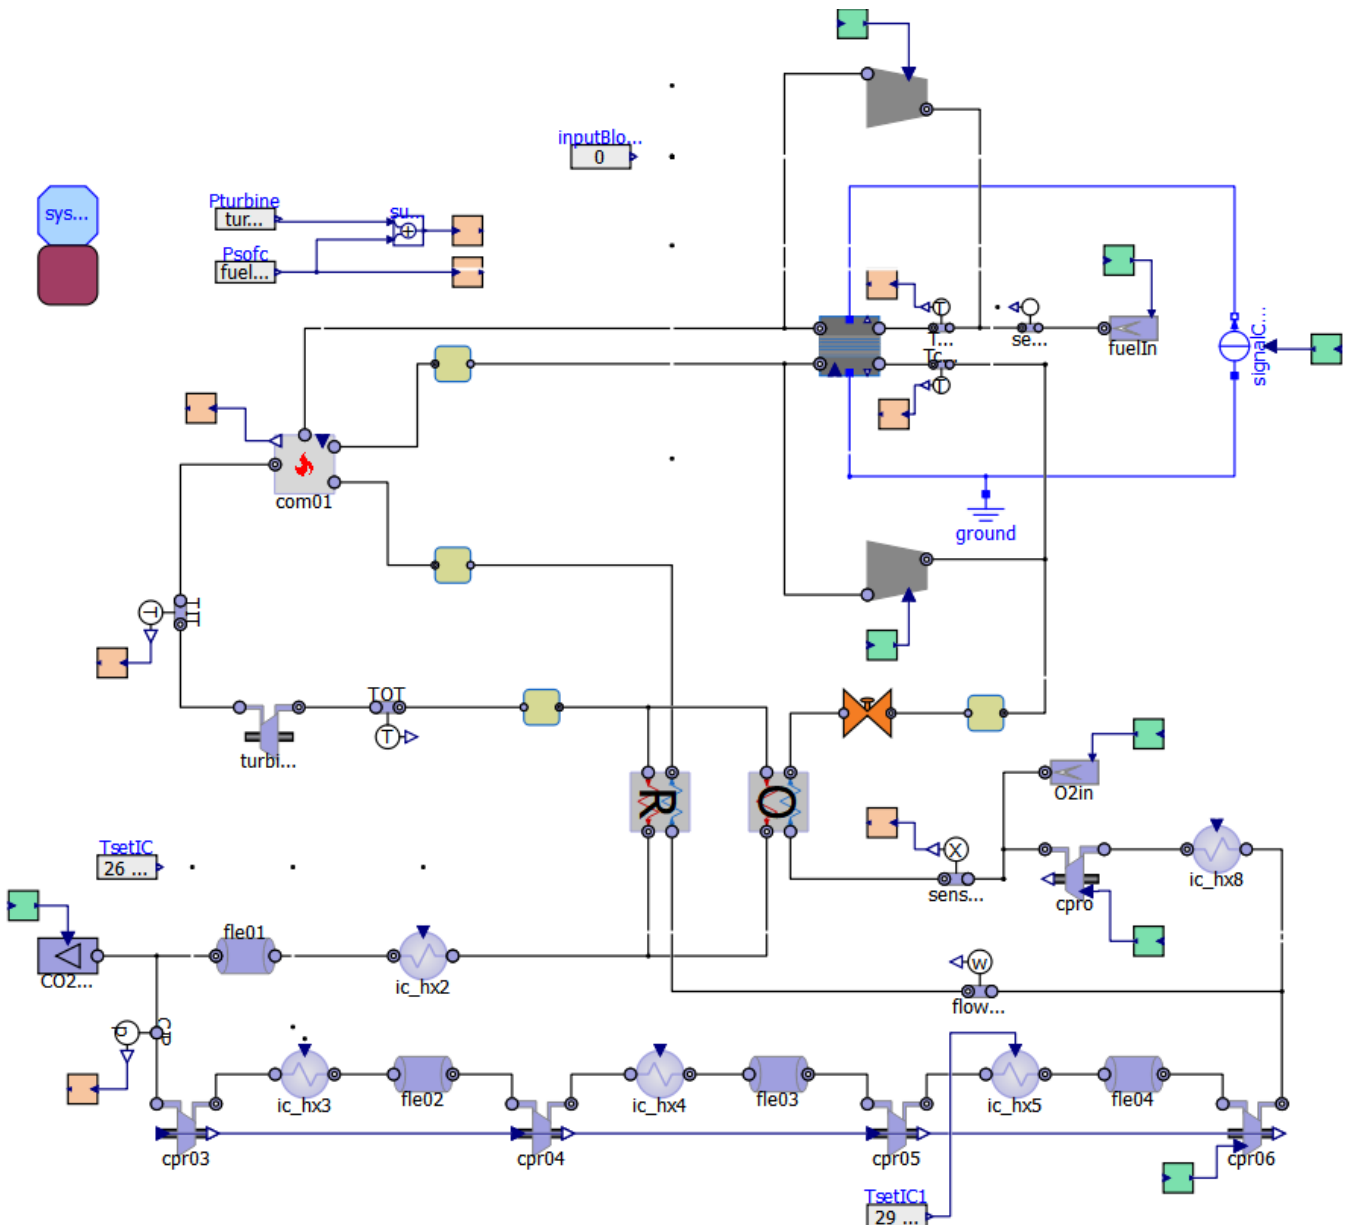 inputBlo...
0
sys...
Pturbine
tur...
su...
Psofc
fuel...
T
T...
se...
fuelIn
signalC...
Tc...
T
com01
ground
T
TIT
TOT
T
turbi...
R
O
O2in
X
sens...
cpro
ic_hx8
TsetIC
26 ...
fle01
CO2...
ic_hx2
w
flow...
P
CIP
ic_hx3
fle02
ic_hx4
fle03
ic_hx5
fle04
cpr03
cpr04
cpr05
cpr06
TsetIC1
29 ...